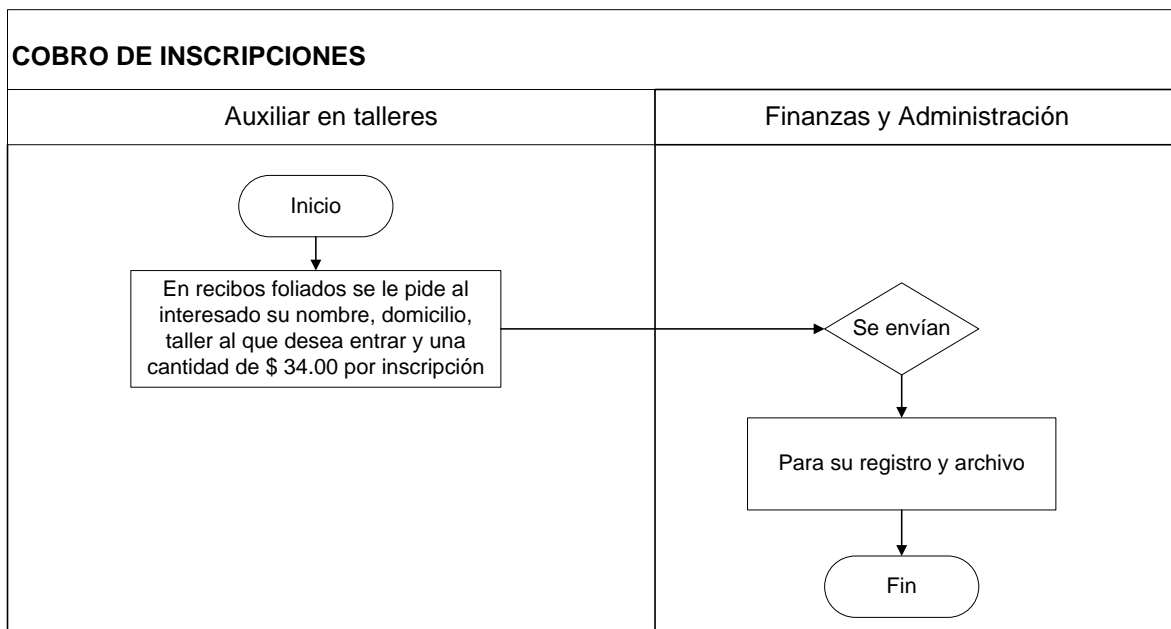 COBRO DE INSCRIPCIONES
Auxiliar en talleres
Finanzas y Administración
Inicio
En recibos foliados se le pide al
interesado su nombre, domicilio,
taller al que desea entrar y una
cantidad de $ 34.00 por inscripción
Se envían
Para su registro y archivo
Fin